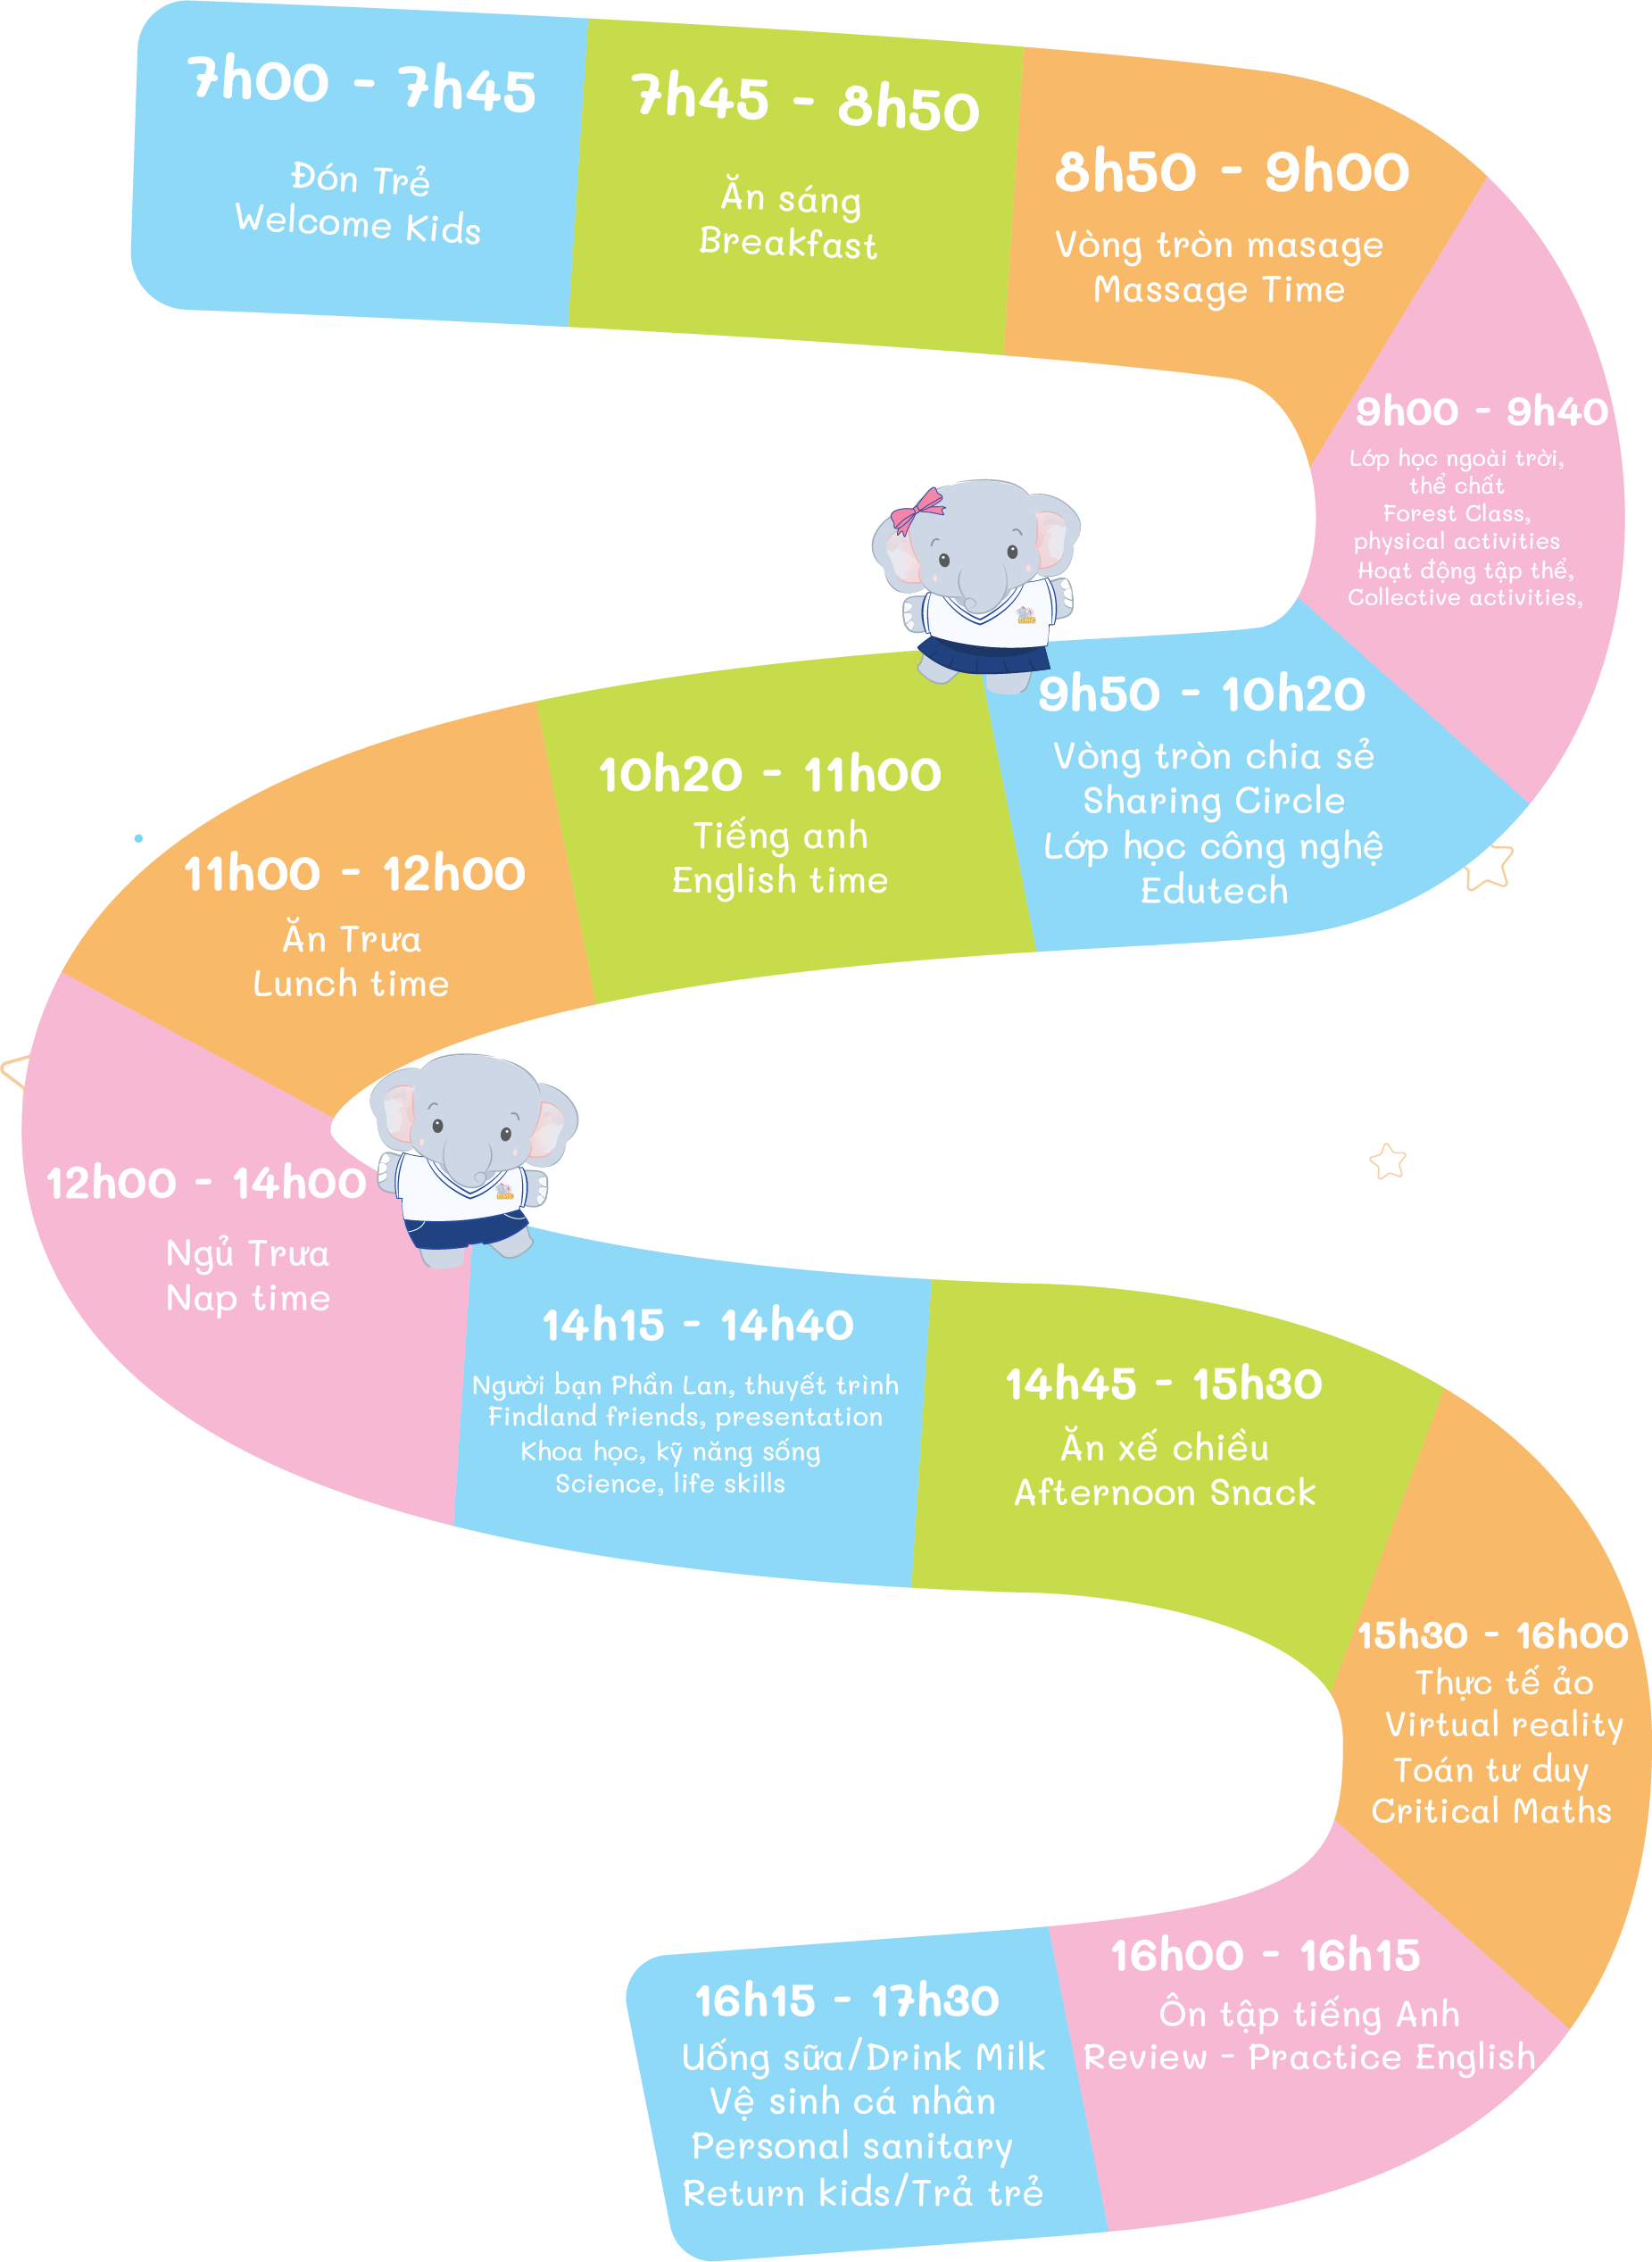 7h00 - 7h45
Đón Trẻ
Welcome Kids
7h45 - 8h50
Ăn sáng
Breakfast
8h50 - 9h00
Vòng tròn masage
Massage Time
9h00 - 9h40
Lớp học ngoài trời,
thể chất
Forest Class,
physical activities
Hoạt động tập thể,
Collective activities,
9h50 - 10h20
Vòng tròn chia sẻ
Sharing Circle
Lớp học công nghệ
Edutech
10h20 - 11h00
Tiếng anh
English time
11h00 - 12h00
Ăn Trưa
Lunch time
12h00 - 14h00
Ngủ Trưa
Nap time
14h15 - 14h40
Người bạn Phần Lan, thuyết trình
Findland friends, presentation
Khoa học, kỹ năng sống
Science, life skills
14h45 - 15h30
Ăn xế chiều
Afternoon Snack
15h30 - 16h00
Thực tế ảo
Virtual reality
Toán tư duy
Critical Maths
16h00 - 16h15
Ôn tập tiếng Anh
Review - Practice English
16h15 - 17h30
Uống sữa/Drink Milk
Vệ sinh cá nhân
Personal sanitary
Return kids/Trả trẻ